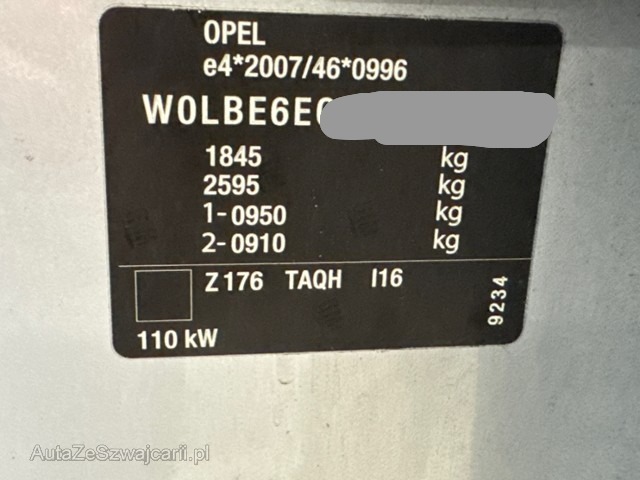 OPEL
e4*2007/46*0996
W0LBE6E
1845 kg
2595 kg
1-0950 kg
2-0910 kg
Z176 TAQH I16
9234
110 kW
AutaZeSzwajcarii.pl